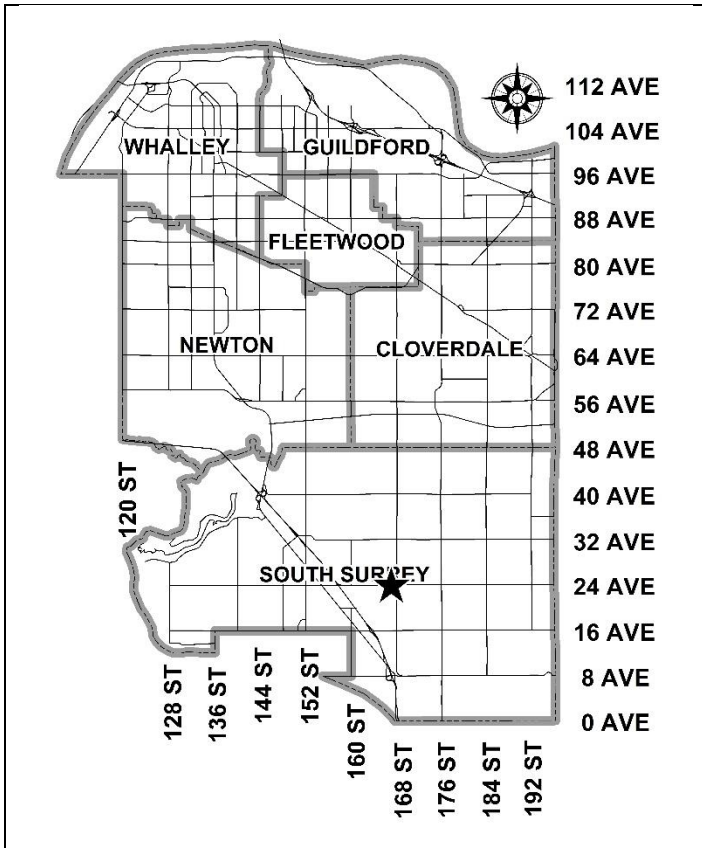 112 AVE
104 AVE
WHALLEY
GUILDFORD
96 AVE
88 AVE
FLEETWOOD
80 AVE
72 AVE
NEWTON
CLOVERDALE
64 AVE
56 AVE
48 AVE
120 ST
40 AVE
32 AVE
SOUTH SURREY
24 AVE
16 AVE
8 AVE
0 AVE
128 ST
136 ST
144 ST
152 ST
160 ST
168 ST
176 ST
184 ST
192 ST